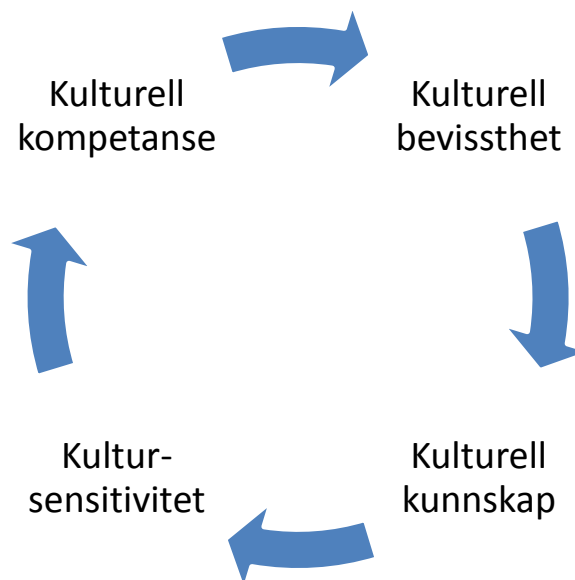 Kulturell
kompetanse
Kulturell
bevissthet
Kultur-
sensitivitet
Kulturell
kunnskap